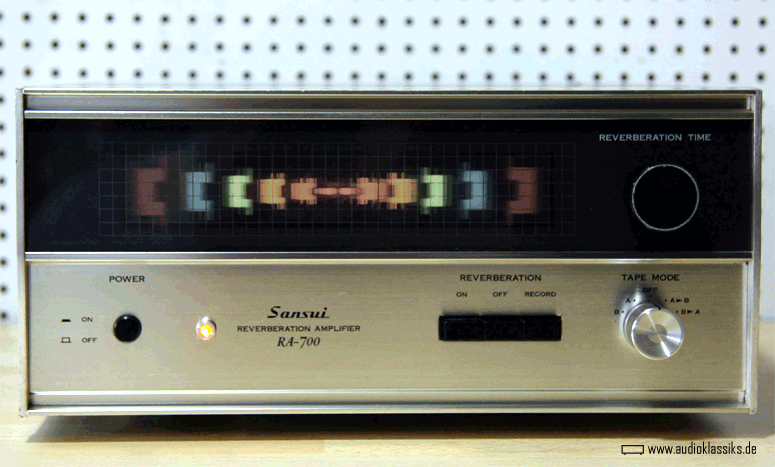 REVERBERATION TIME
POWER
ON
OFF
Sansui
REVERBERATION AMPLIFIER
RA-700
REVERBERATION
ON OFF RECORD
TAPE MODE
OFF
A A►B
B B►A
www.audioklassiks.de